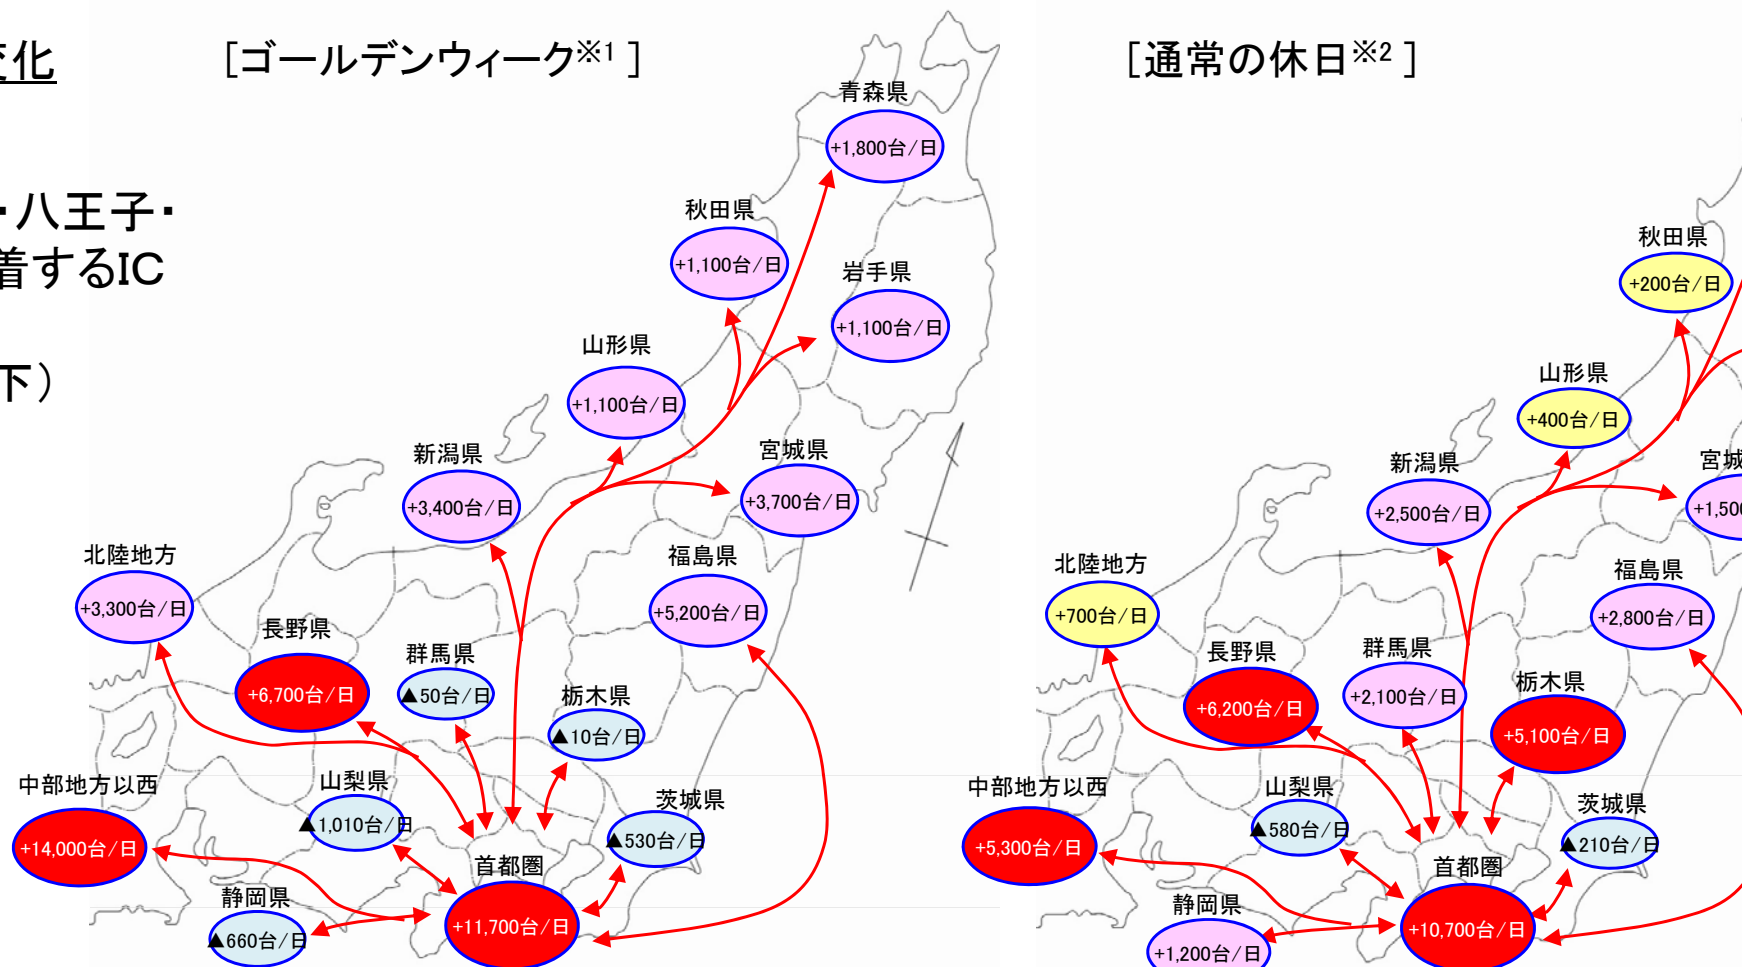 変化
・八王子・
着するIC
下）
［ゴールデンウィーク※1 ］
青森県
+1,800台/日
秋田県
+1,100台/日
岩手県
+1,100台/日
山形県
+1,100台/日
新潟県
+3,400台/日
宮城県
+3,700台/日
北陸地方
+3,300台/日
福島県
+5,200台/日
長野県
+6,700台/日
群馬県
▲50台/日
栃木県
▲10台/日
中部地方以西
+14,000台/日
山梨県
▲1,010台/日
茨城県
▲530台/日
首都圏
+11,700台/日
静岡県
▲660台/日
［通常の休日※2 ］
秋田県
+200台/日
山形県
+400台/日
新潟県
+2,500台/日
宮城
+1,500
北陸地方
+700台/日
福島県
+2,800台/日
長野県
+6,200台/日
群馬県
+2,100台/日
栃木県
+5,100台/日
中部地方以西
+5,300台/日
山梨県
▲580台/日
茨城県
▲210台/日
首都圏
+10,700台/日
静岡県
+1,200台/日